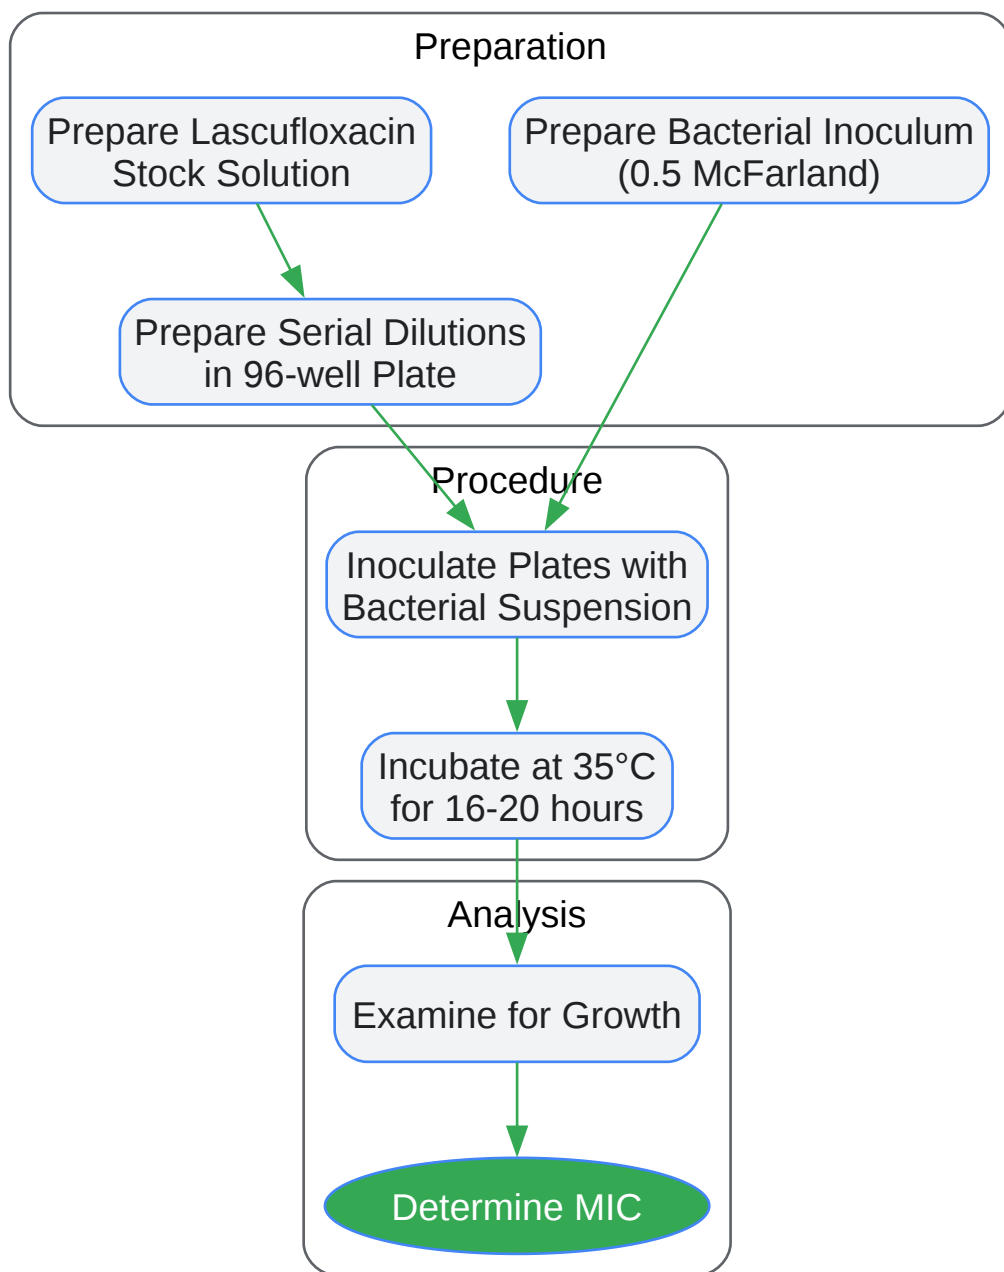 Preparation
Prepare Lascufloxacin
Stock Solution
Prepare Bacterial Inoculum
(0.5 McFarland)
Prepare Serial Dilutions
in 96-well Plate
Procedure
Inoculate Plates with
Bacterial Suspension
Incubate at 35°C
for 16-20 hours
Analysis
Examine for Growth
Determine MIC